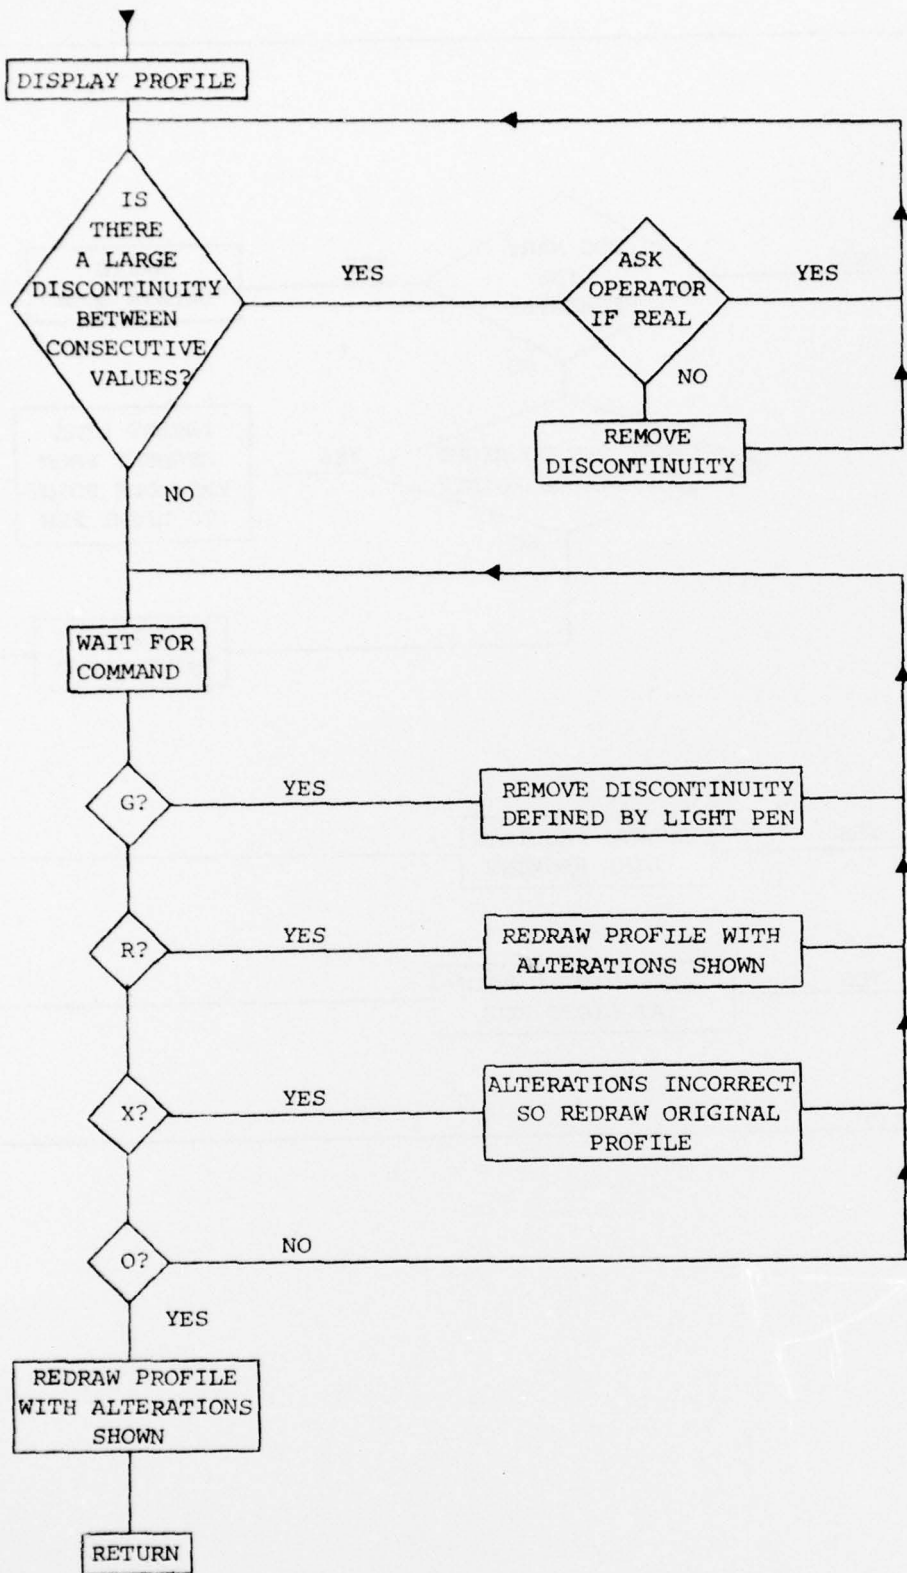 DISPLAY PROFILE
IS
THERE
A LARGE
DISCONTINUITY
BETWEEN
CONSECUTIVE
VALUES?
YES
ASK
OPERATOR
IF REAL
YES
NO
REMOVE
DISCONTINUITY
NO
WAIT FOR
COMMAND
G?
YES
REMOVE DISCONTINUITY
DEFINED BY LIGHT PEN
R?
YES
REDRAW PROFILE WITH
ALTERATIONS SHOWN
X?
YES
ALTERATIONS INCORRECT
SO REDRAW ORIGINAL
PROFILE
O?
NO
YES
REDRAW PROFILE
WITH ALTERATIONS
SHOWN
RETURN